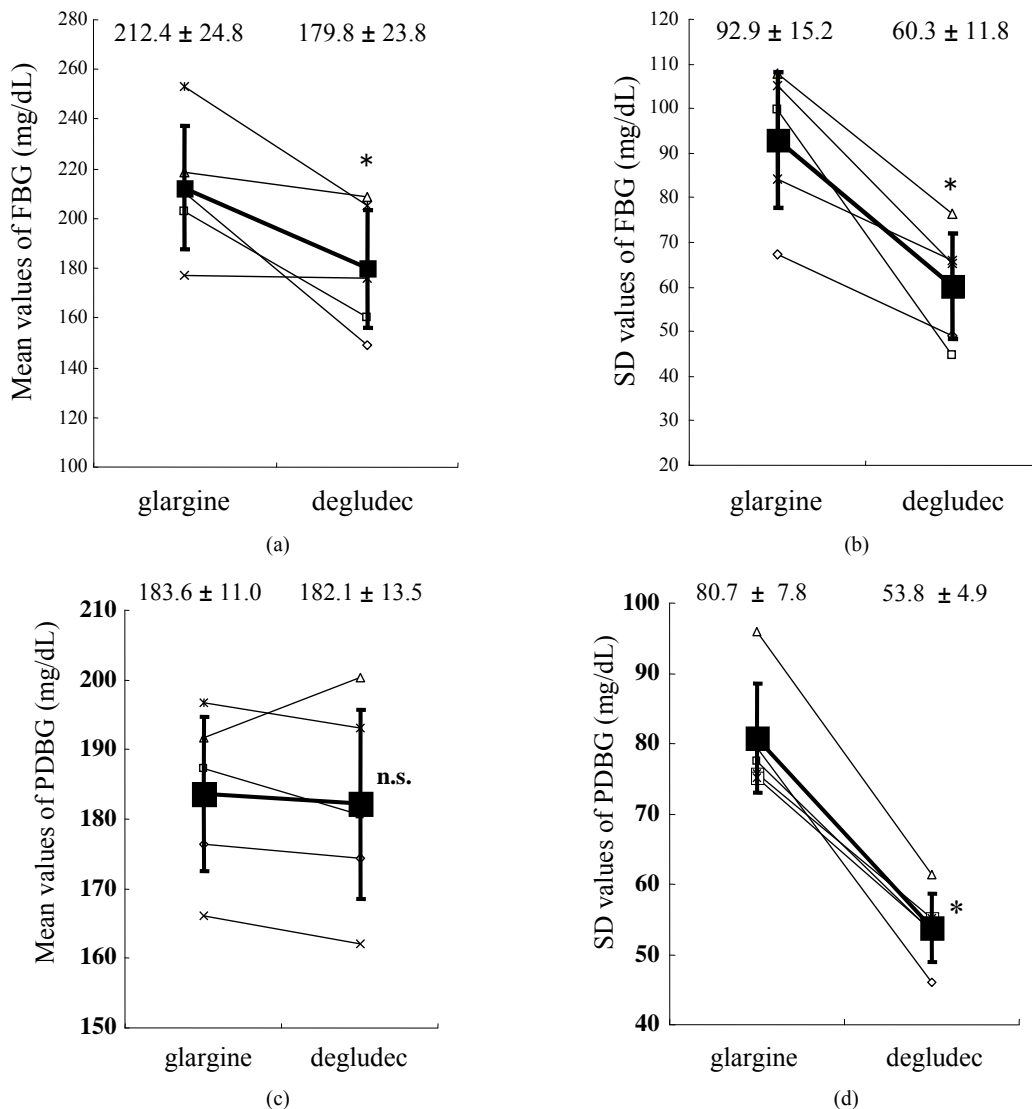 212.4 ± 24.8 179.8 ± 23.8
Mean values of FBG (mg/dL)
280
260
240
220
200
180
160
140
120
100
*
glargine degludec
(a)
92.9 ± 15.2 60.3 ± 11.8
SD values of FBG (mg/dL)
120
110
100
90
80
70
60
50
40
30
20
*
glargine degludec
(b)
183.6 ± 11.0 182.1 ± 13.5
Mean values of PDBG (mg/dL)
210
200
190
180
170
160
150
n.s.
glargine degludec
(c)
80.7 ± 7.8 53.8 ± 4.9
SD values of PDBG (mg/dL)
100
90
80
70
60
50
40
*
glargine degludec
(d)